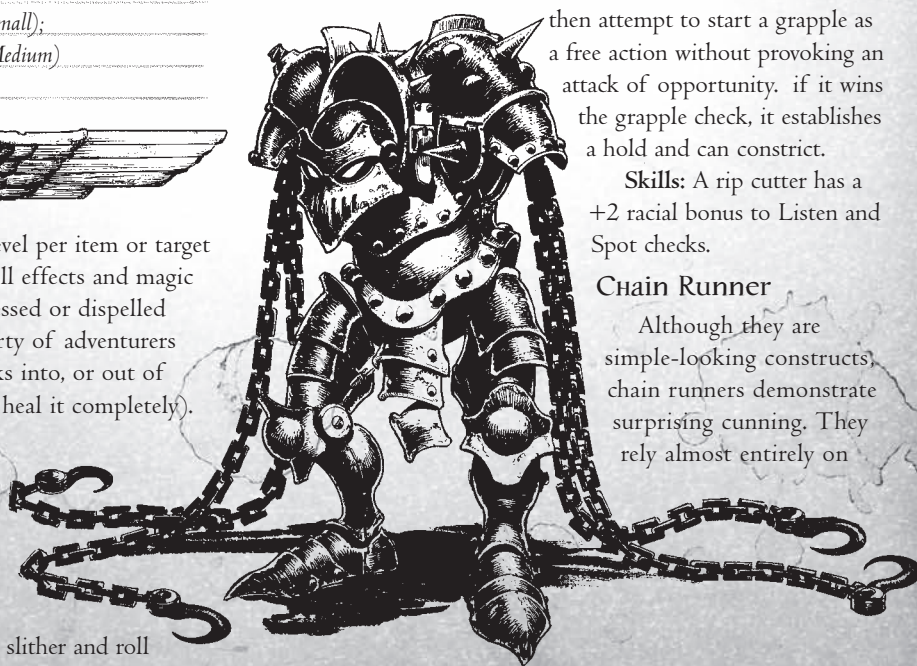 mall);
Medium)
evel per item or target
ll effects and magic
ssed or dispelled
rty of adventurers
ks into, or out of
heal it completely).
slither and roll
then attempt to start a grapple as
a free action without provoking an
attack of opportunity. if it wins
the grapple check, it establishes
a hold and can constrict.
Skills: A rip cutter has a
+2 racial bonus to Listen and
Spot checks.
Chain Runner
Although they are
simple-looking constructs,
chain runners demonstrate
surprising cunning. They
rely almost entirely on